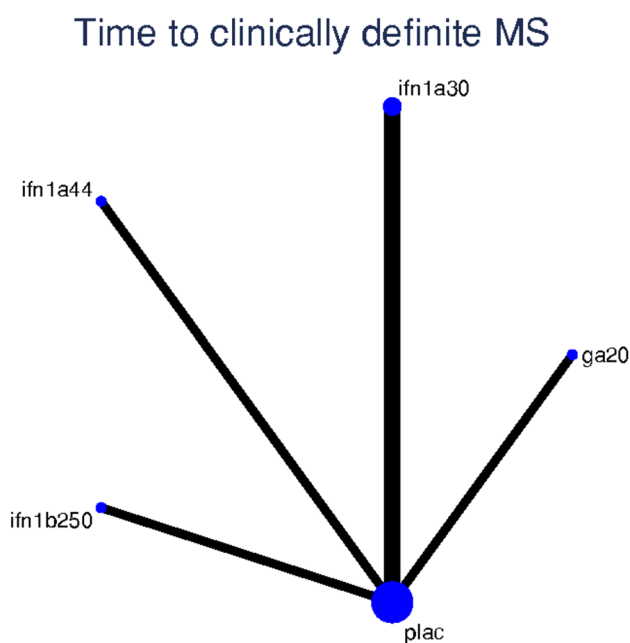 Time to clinically definite MS
ifn1a30
ifn1a44
ga20
ifn1b250
plac